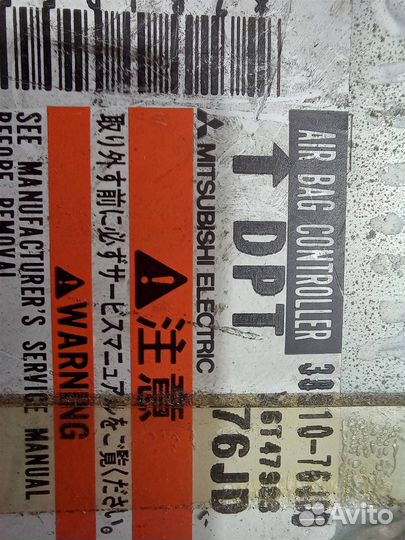 AIR BAG CONTROLLER
↑ DPT
MITSUBISHI ELECTRIC
76JD
注意
取り外す前に必ずサービスマニュアルをご覧ください。
WARNING
SEE MANUFACTURER'S SERVICE MANUAL
BEFORE REMOVAL
Avito